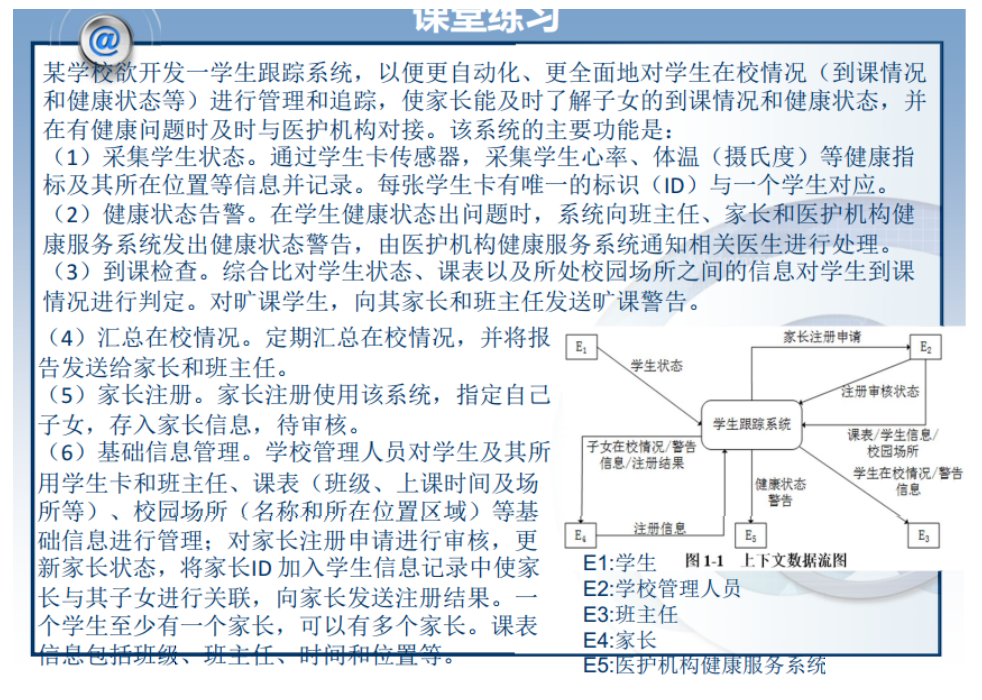 课堂练习
@
某学校欲开发一学生跟踪系统，以便更自动化、更全面地对学生在校情况（到课情况
和健康状态等）进行管理和追踪，使家长能及时了解子女的到课情况和健康状态，并
在有健康问题时及时与医护机构对接。该系统的主要功能是：
（1）采集学生状态。通过学生卡传感器，采集学生心率、体温（摄氏度）等健康指
标及其所在位置等信息并记录。每张学生卡有唯一的标识（ID）与一个学生对应。
（2）健康状态告警。在学生健康状态出问题时，系统向班主任、家长和医护机构健
康服务系统发出健康状态警告，由医护机构健康服务系统通知相关医生进行处理。
（3）到课检查。综合比对学生状态、课表以及所处校园场所之间的信息对学生到课
情况进行判定。对旷课学生，向其家长和班主任发送旷课警告。
（4）汇总在校情况。定期汇总在校情况，并将报
告发送给家长和班主任。
（5）家长注册。家长注册使用该系统，指定自己
子女，存入家长信息，待审核。
（6）基础信息管理。学校管理人员对学生及其所
用学生卡和班主任、课表（班级、上课时间及场
所等）、校园场所（名称和所在位置区域）等基
础信息进行管理；对家长注册申请进行审核，更
新家长状态，将家长ID 加入学生信息记录中使家
长与其子女进行关联，向家长发送注册结果。一
个学生至少有一个家长，可以有多个家长。课表
信息包括班级、班主任、时间和位置等。
E1
家长注册申请
E2
学生状态
注册审核状态
学生跟踪系统
课表/学生信息/
校园场所
子女在校情况/警告
信息/注册结果
学生在校情况/警告
信息
健康状态
警告
E4
注册信息
E5
E3
图 1-1 上下文数据流图
E1:学生
E2:学校管理人员
E3:班主任
E4:家长
E5:医护机构健康服务系统